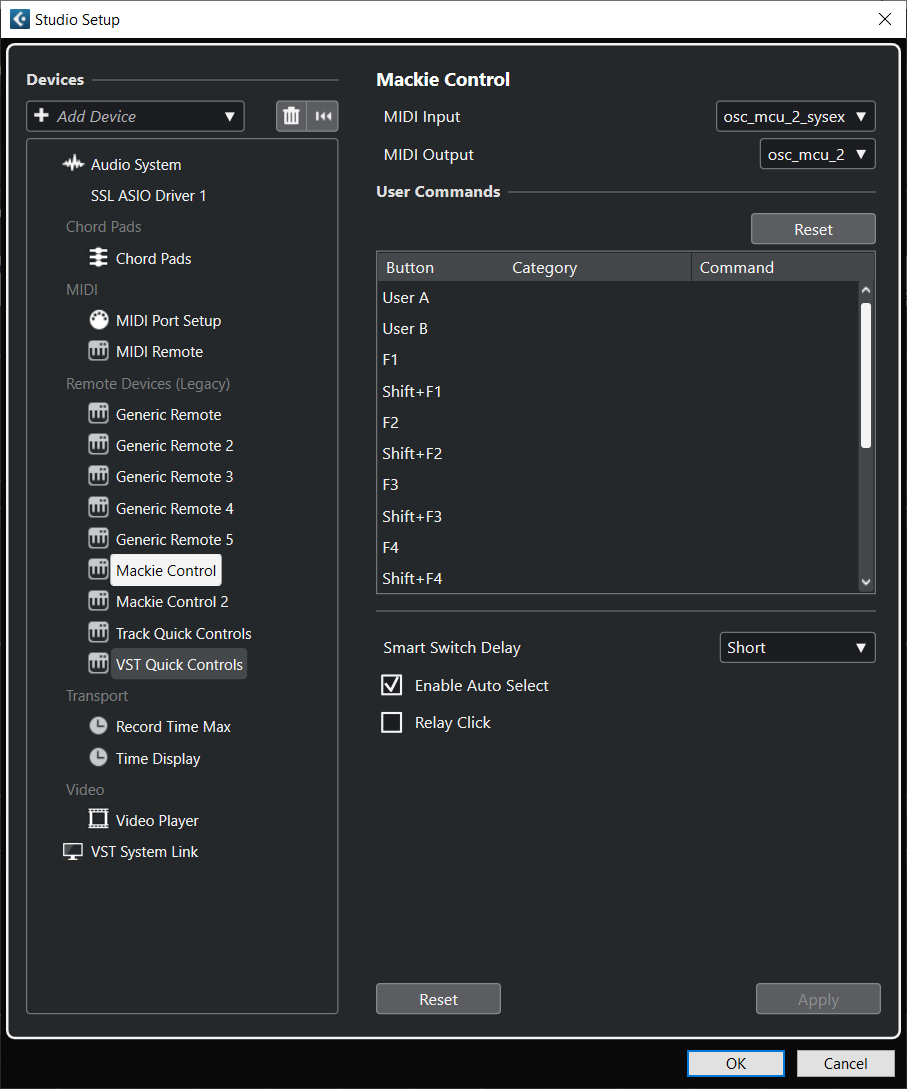 Studio Setup
Devices
Add Device
Audio System
SSL ASIO Driver 1
Chord Pads
Chord Pads
MIDI
MIDI Port Setup
MIDI Remote
Remote Devices (Legacy)
Generic Remote
Generic Remote 2
Generic Remote 3
Generic Remote 4
Generic Remote 5
Mackie Control
Mackie Control 2
Track Quick Controls
VST Quick Controls
Transport
Record Time Max
Time Display
Video
Video Player
VST System Link
Mackie Control
MIDI Input osc_mcu_2_sysex
MIDI Output osc_mcu_2
User Commands
Reset
Button Category Command
User A
User B
F1
Shift+F1
F2
Shift+F2
F3
Shift+F3
F4
Shift+F4
Smart Switch Delay Short
Enable Auto Select
Relay Click
Reset Apply
OK Cancel